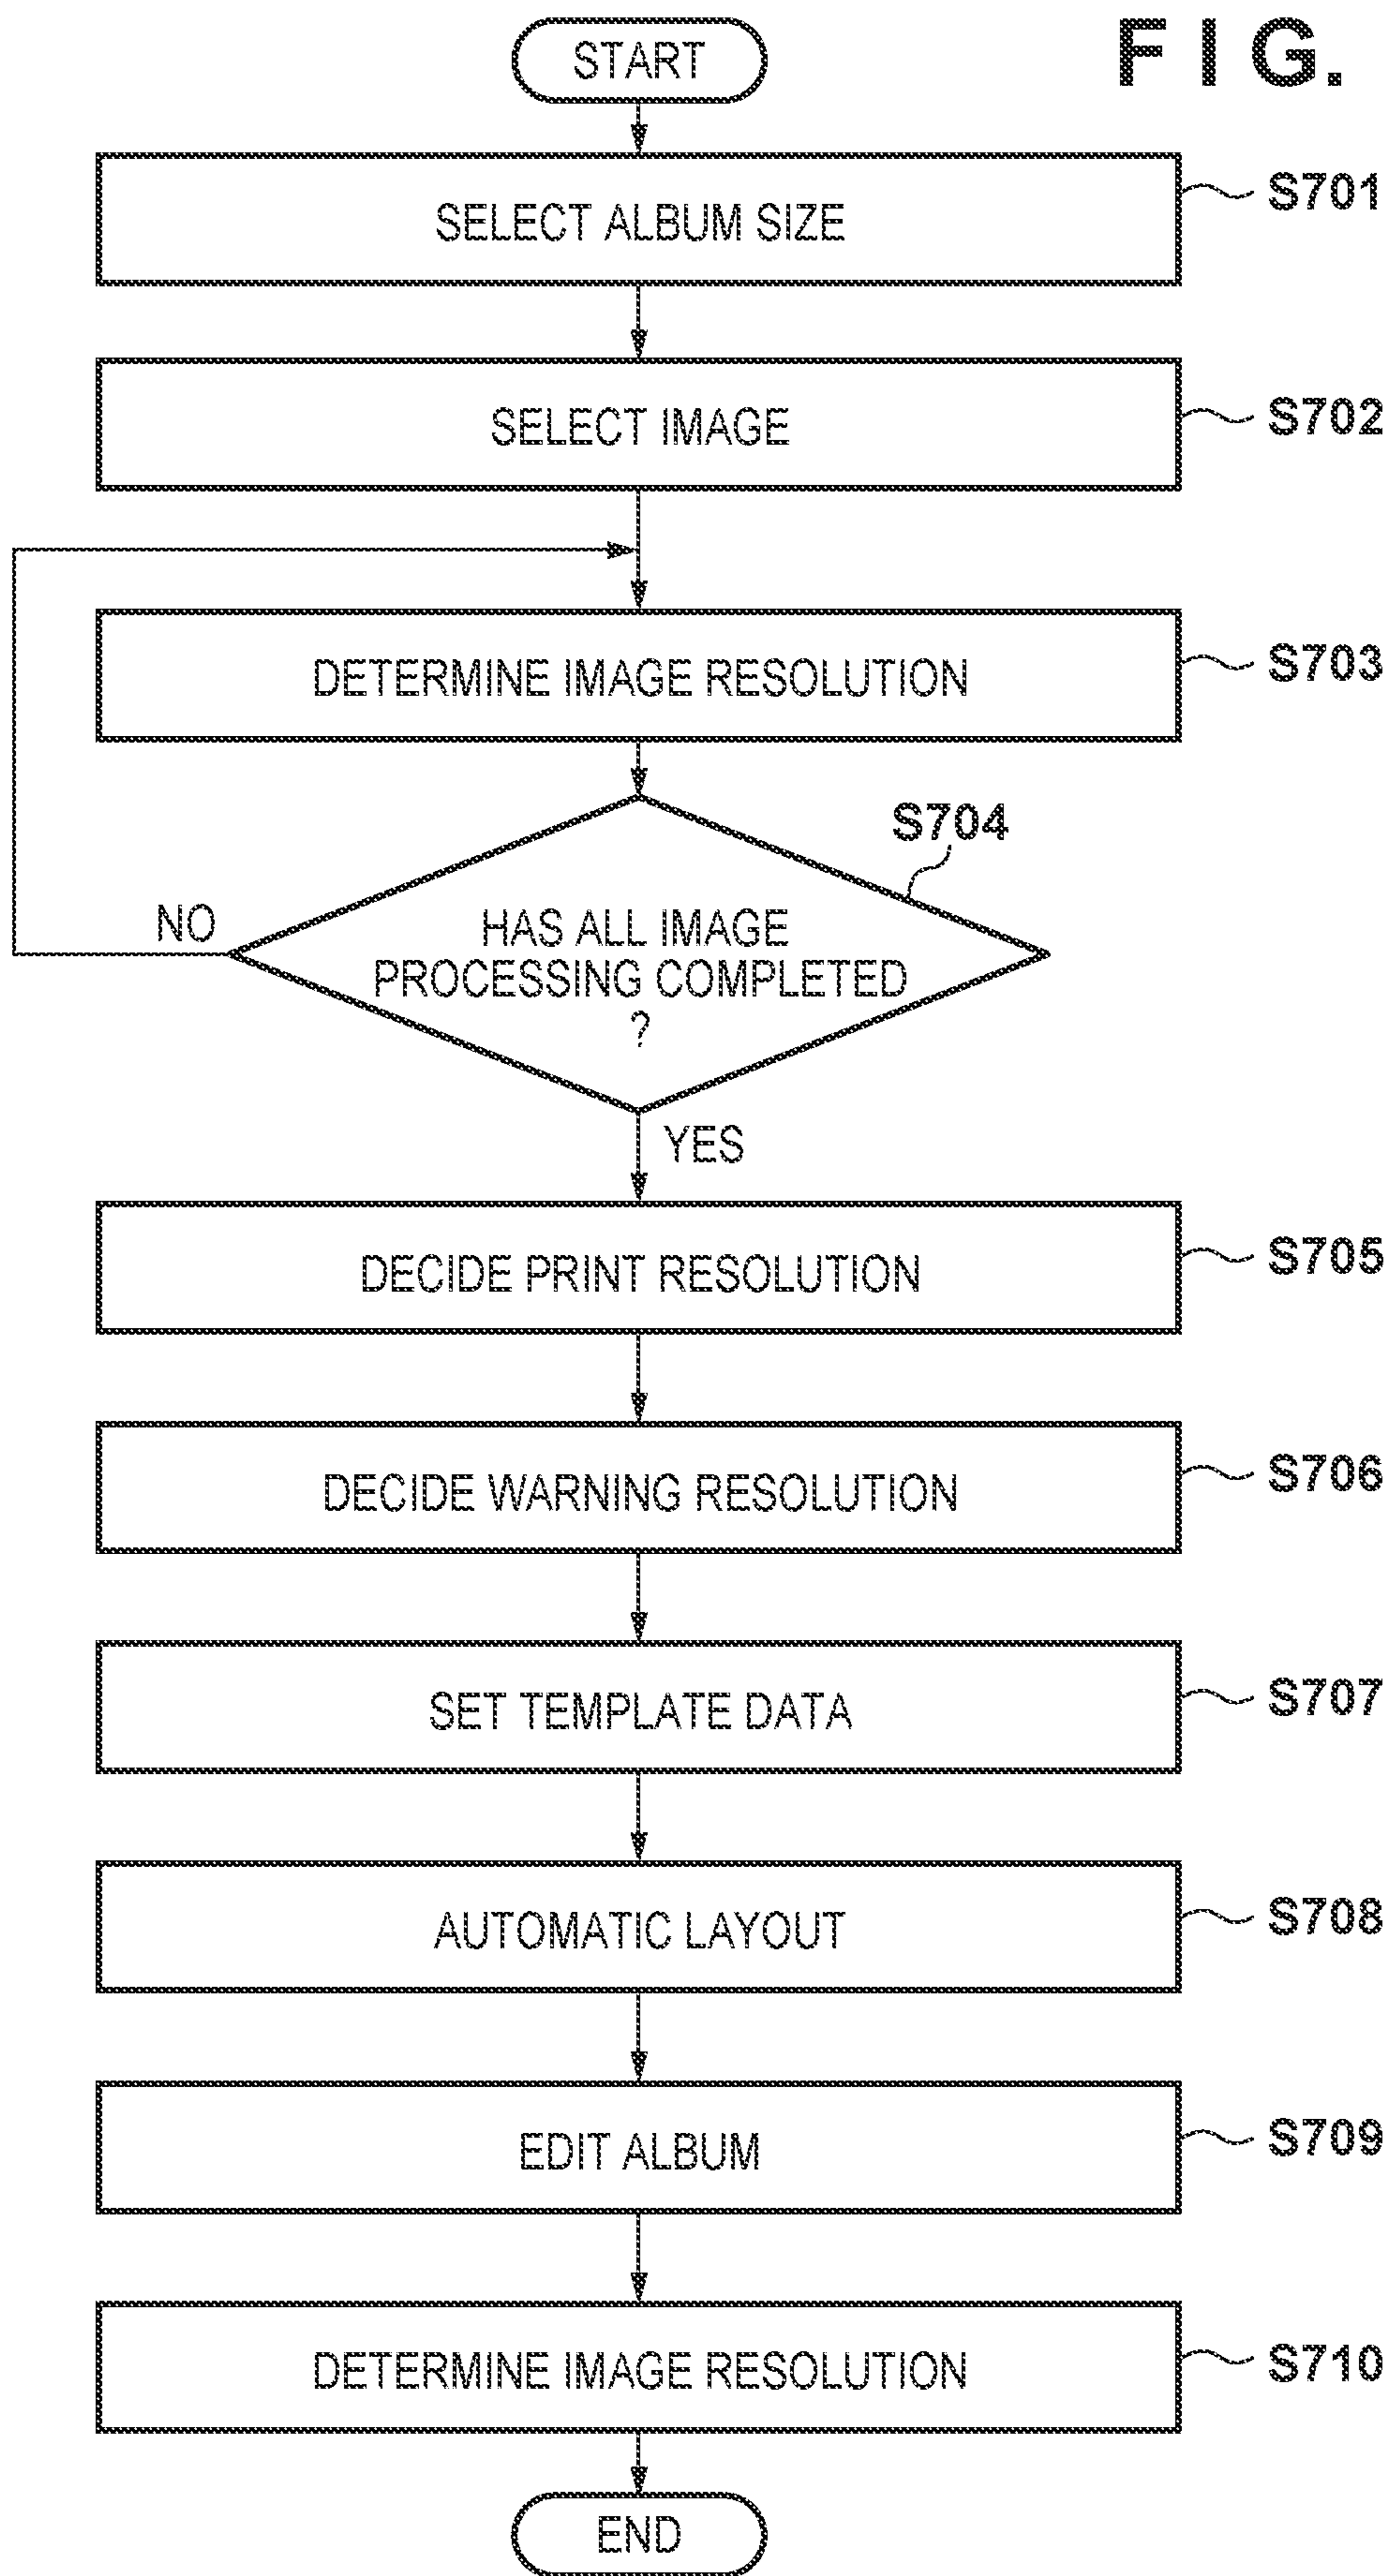 FIG.
START
SELECT ALBUM SIZE
S701
SELECT IMAGE
S702
DETERMINE IMAGE RESOLUTION
S703
S704
HAS ALL IMAGE
PROCESSING COMPLETED
?
NO
YES
DECIDE PRINT RESOLUTION
S705
DECIDE WARNING RESOLUTION
S706
SET TEMPLATE DATA
S707
AUTOMATIC LAYOUT
S708
EDIT ALBUM
S709
DETERMINE IMAGE RESOLUTION
S710
END